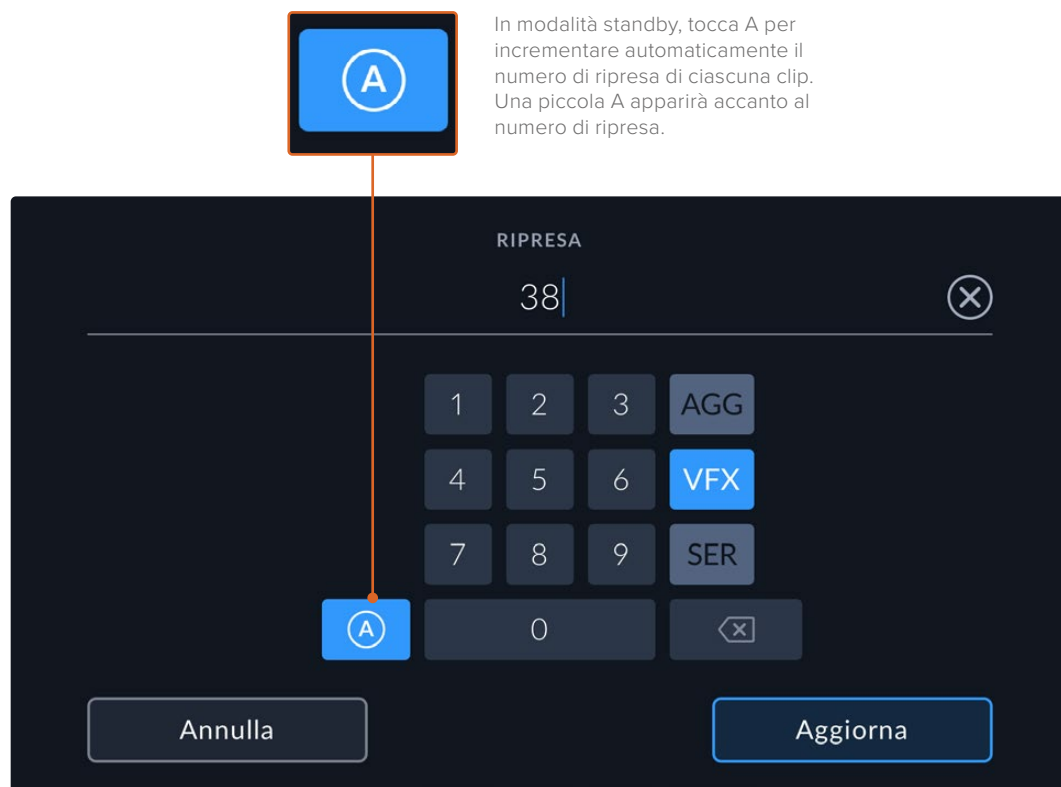 A
In modalità standby, tocca A per
incrementare automaticamente il
numero di ripresa di ciascuna clip.
Una piccola A apparirà accanto al
numero di ripresa.
RIPRESA
38
1 2 3 AGG
4 5 6 VFX
7 8 9 SER
A 0
Annulla Aggiorna